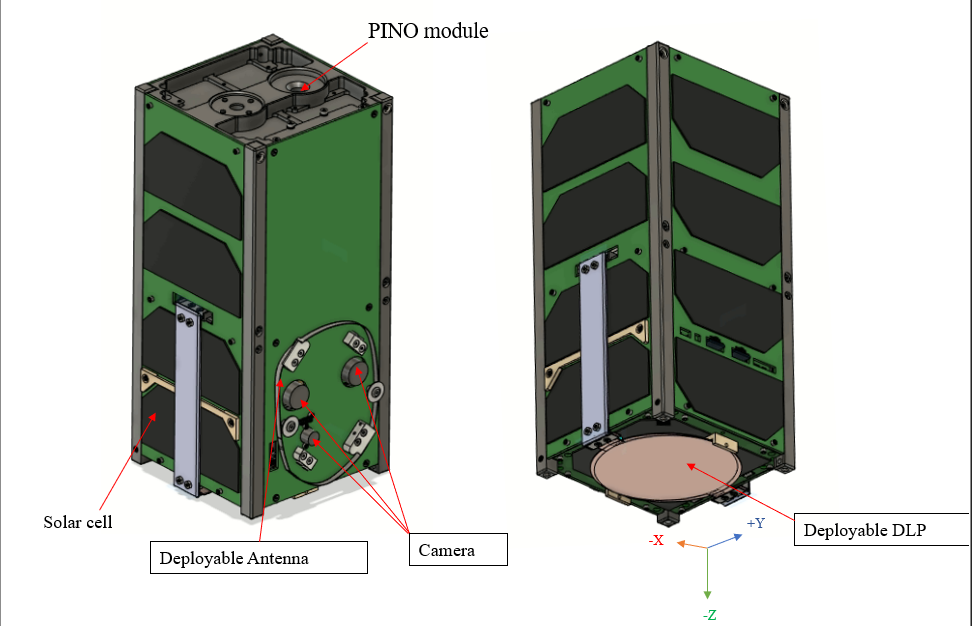 PINO module
Solar cell
Deployable Antenna
Camera
Deployable DLP
+Y
-X
-Z